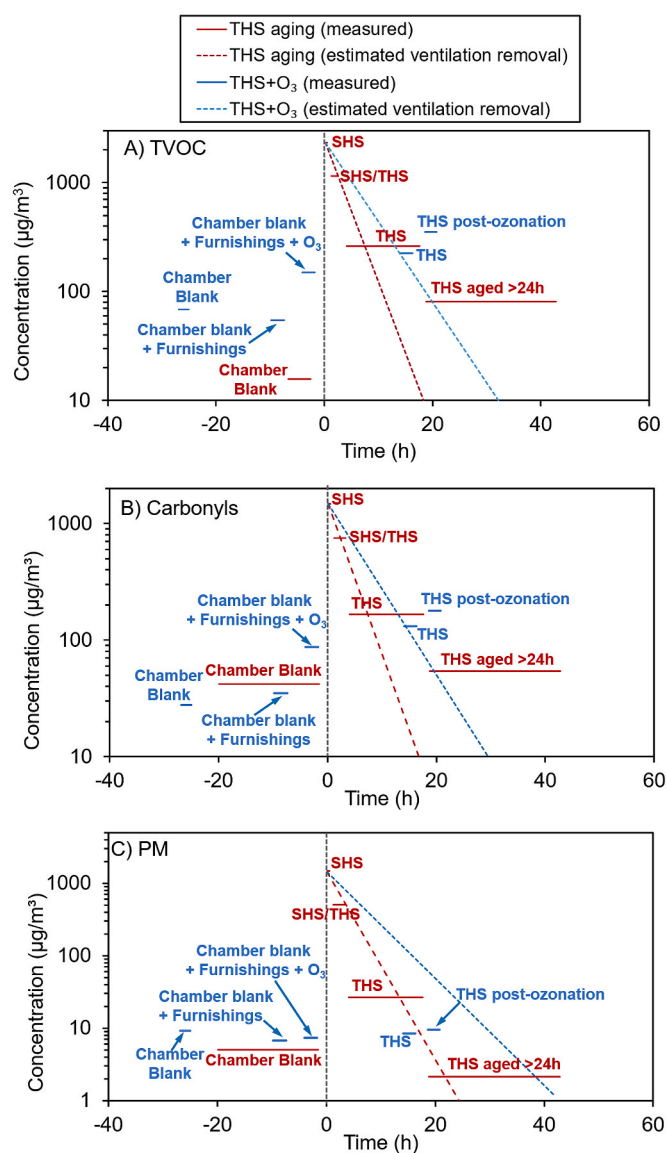 THS aging (measured)
THS aging (estimated ventilation removal)
THS+O₃ (measured)
THS+O₃ (estimated ventilation removal)
A) TVOC
SHS
SHS/THS
Chamber blank
+ Furnishings + O₃
THS post-ozonation
THS
THS
Chamber
Blank
THS aged >24h
Chamber blank
+ Furnishings
Chamber
Blank
1000
100
10
Concentration (µg/m³)
-40 -20 0 20 40 60
Time (h)
B) Carbonyls
SHS
SHS/THS
Chamber blank
+ Furnishings + O₃
THS
THS post-ozonation
THS
Chamber Blank
THS aged >24h
Chamber
Blank
Chamber blank
+ Furnishings
1000
100
10
Concentration (µg/m³)
-40 -20 0 20 40 60
Time (h)
C) PM
SHS
SHS/THS
Chamber blank
+ Furnishings + O₃
THS
THS post-ozonation
Chamber blank
+ Furnishings
THS
Chamber
Blank
Chamber Blank
THS aged >24h
1000
100
10
1
Concentration (µg/m³)
-40 -20 0 20 40 60
Time (h)